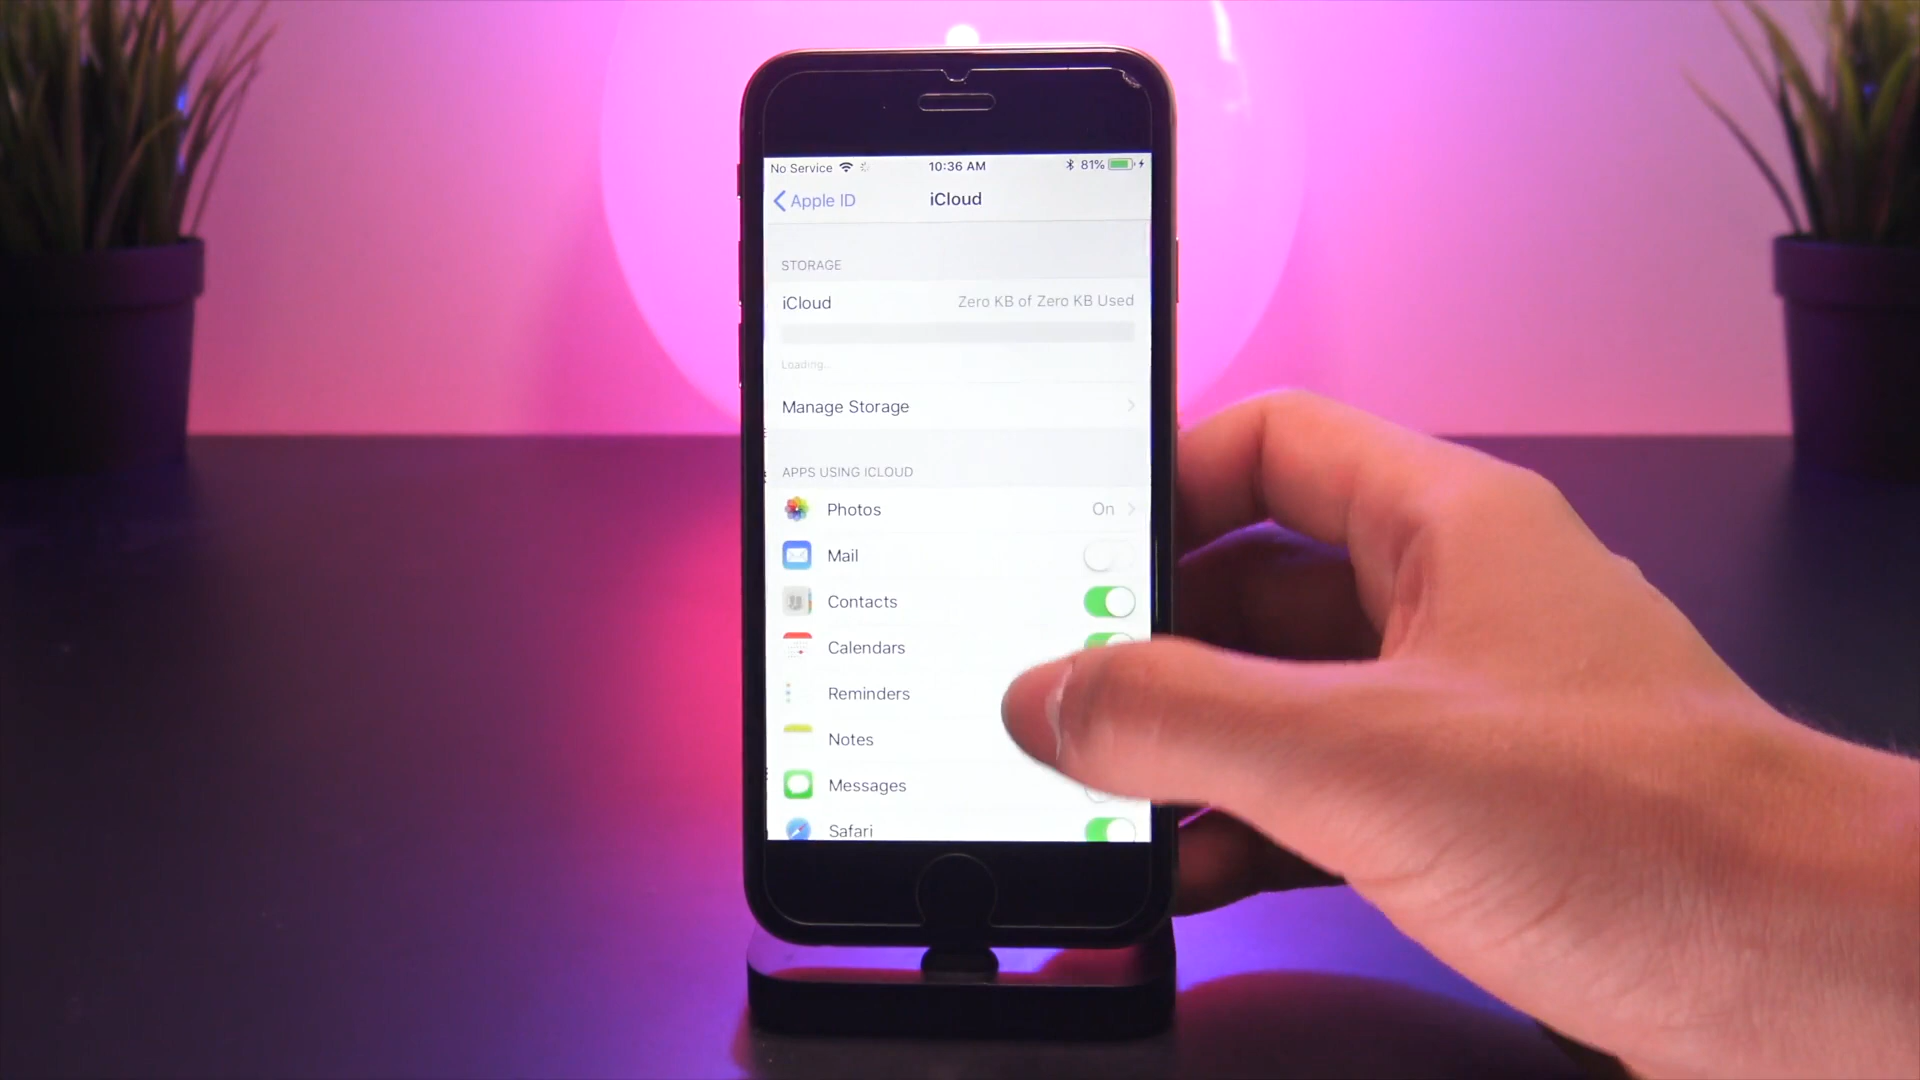 No Service 10:36 AM 81%
Apple ID iCloud
STORAGE
iCloud Zero KB of Zero KB Used
Loading...
Manage Storage
APPS USING ICLOUD
Photos On
Mail
Contacts
Calendars
Reminders
Notes
Messages
Safari